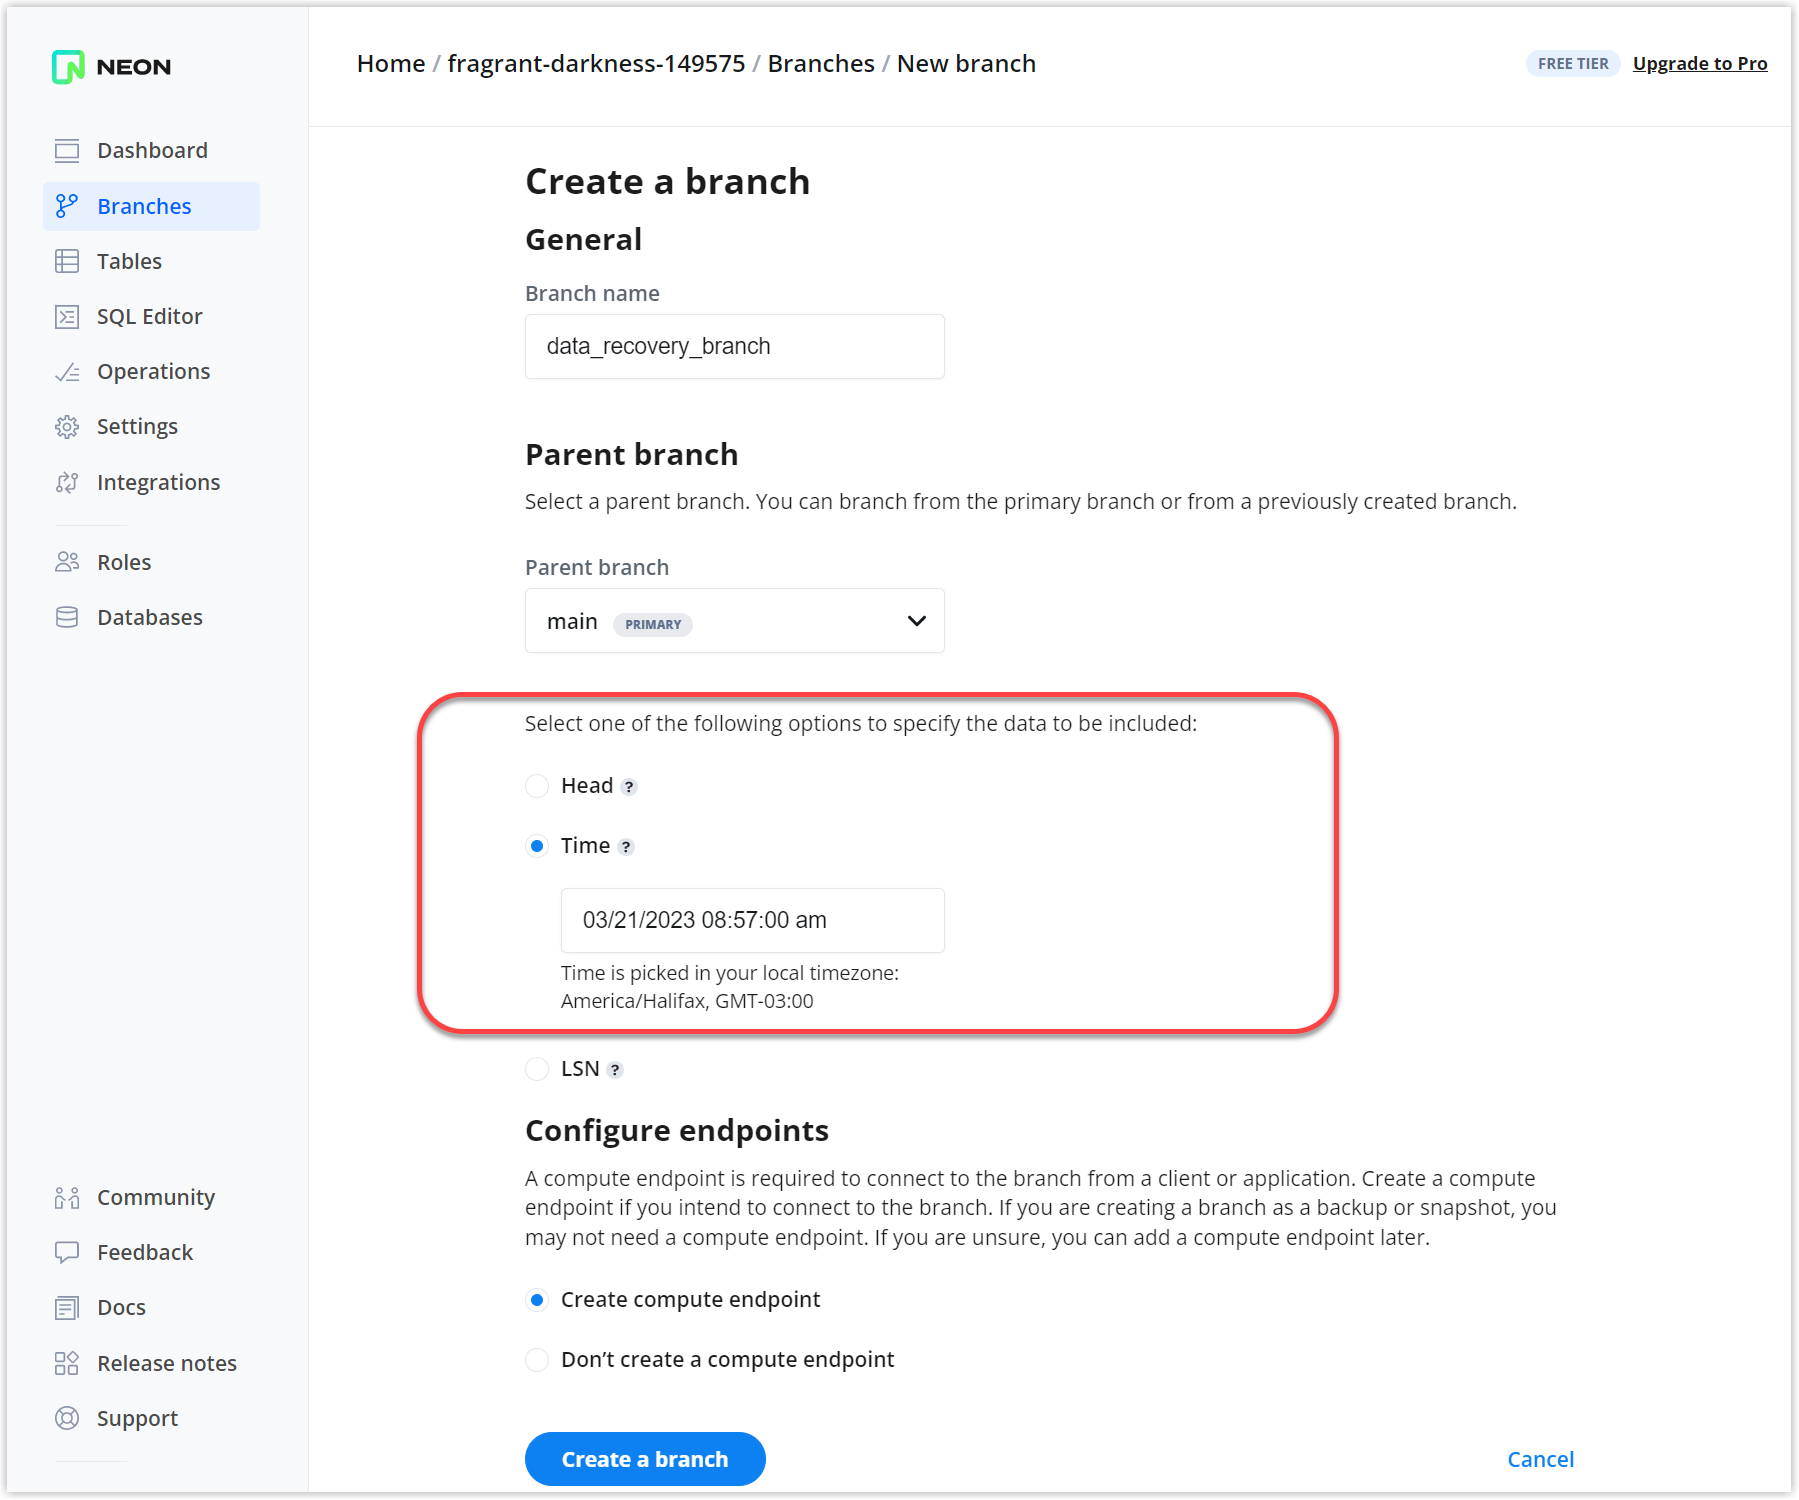 NEON
Home / fragrant-darkness-149575 / Branches / New branch
FREE TIER
Upgrade to Pro
Dashboard
Branches
Tables
SQL Editor
Operations
Settings
Integrations
Roles
Databases
Community
Feedback
Docs
Release notes
Support
Create a branch
General
Branch name
data_recovery_branch
Parent branch
Select a parent branch. You can branch from the primary branch or from a previously created branch.
Parent branch
main PRIMARY
Select one of the following options to specify the data to be included:
Head ?
Time ?
03/21/2023 08:57:00 am
Time is picked in your local timezone:
America/Halifax, GMT-03:00
LSN ?
Configure endpoints
A compute endpoint is required to connect to the branch from a client or application. Create a compute
endpoint if you intend to connect to the branch. If you are creating a branch as a backup or snapshot, you
may not need a compute endpoint. If you are unsure, you can add a compute endpoint later.
Create compute endpoint
Don’t create a compute endpoint
Create a branch
Cancel